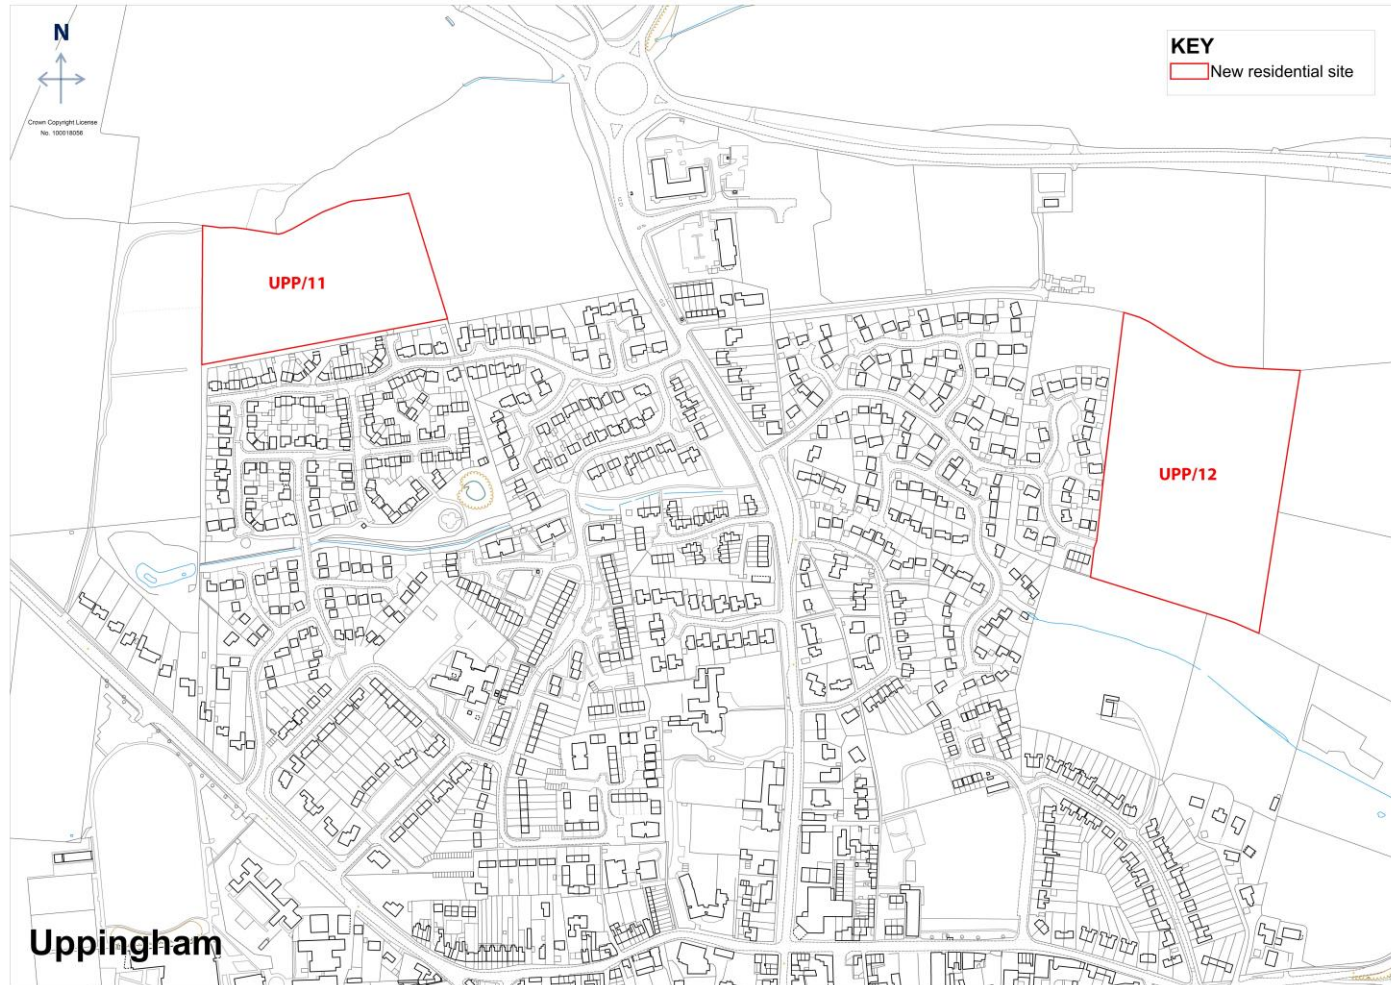 N
Crown Copyright License
No. 100018056
KEY
New residential site
UPP/11
UPP/12
Uppingham